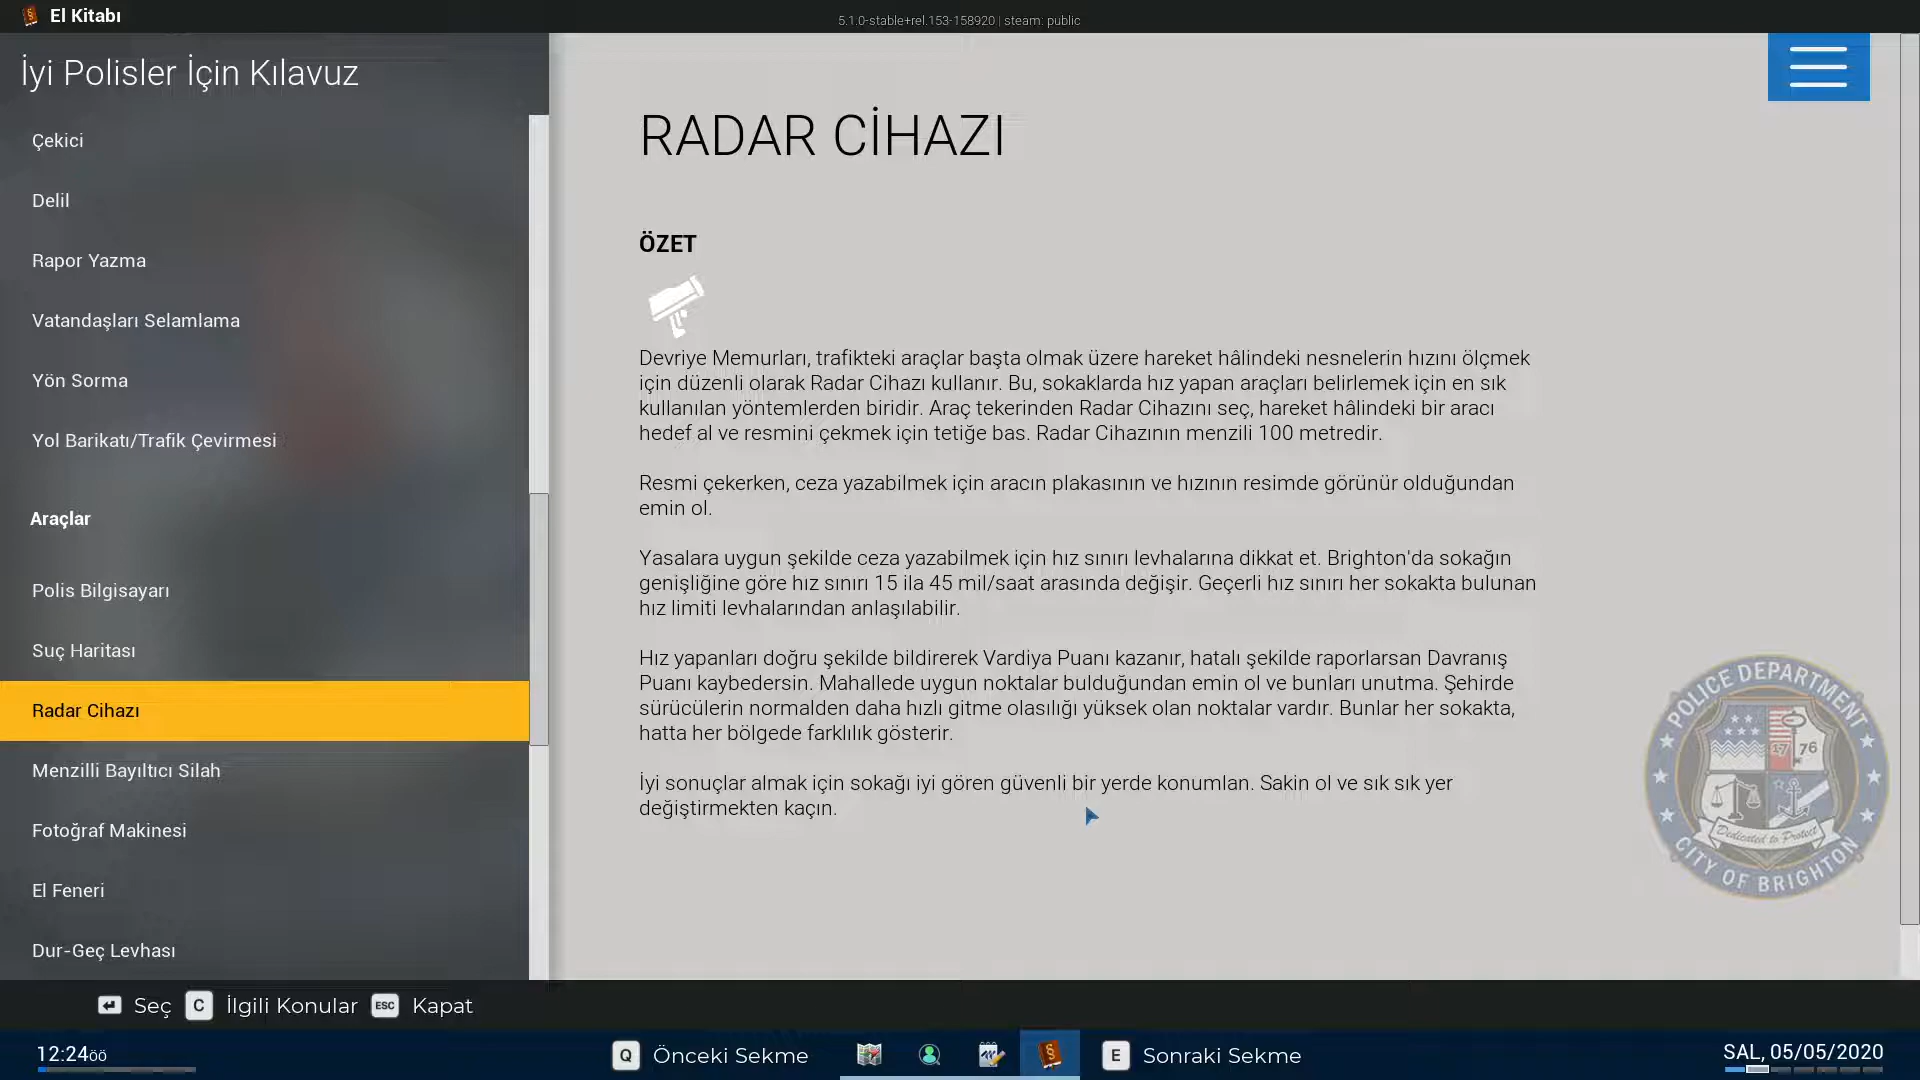 El Kitabı
5.1.0-stable+rel.153-158920 | steam: public
İyi Polisler İçin Kılavuz
Çekici
Delil
Rapor Yazma
Vatandaşları Selamlama
Yön Sorma
Yol Barikatı/Trafik Çevirmesi
Araçlar
Polis Bilgisayarı
Suç Haritası
Radar Cihazı
Menzilli Bayıltıcı Silah
Fotoğraf Makinesi
El Feneri
Dur-Geç Levhası
RADAR CİHAZI
ÖZET
Devriye Memurları, trafikteki araçlar başta olmak üzere hareket hâlindeki nesnelerin hızını ölçmek
için düzenli olarak Radar Cihazı kullanır. Bu, sokaklarda hız yapan araçları belirlemek için en sık
kullanılan yöntemlerden biridir. Araç tekerinden Radar Cihazını seç, hareket hâlindeki bir aracı
hedef al ve resmini çekmek için tetiğe bas. Radar Cihazının menzili 100 metredir.
Resmi çekerken, ceza yazabilmek için aracın plakasının ve hızının resimde görünür olduğundan
emin ol.
Yasalara uygun şekilde ceza yazabilmek için hız sınırı levhalarına dikkat et. Brighton'da sokağın
genişliğine göre hız sınırı 15 ila 45 mil/saat arasında değişir. Geçerli hız sınırı her sokakta bulunan
hız limiti levhalarından anlaşılabilir.
Hız yapanları doğru şekilde bildirerek Vardiya Puanı kazanır, hatalı şekilde raporlarsan Davranış
Puanı kaybedersin. Mahallede uygun noktalar bulduğundan emin ol ve bunları unutma. Şehirde
sürücülerin normalden daha hızlı gitme olasılığı yüksek olan noktalar vardır. Bunlar her sokakta,
hatta her bölgede farklılık gösterir.
İyi sonuçlar almak için sokağı iyi gören güvenli bir yerde konumlan. Sakin ol ve sık sık yer
değiştirmekten kaçın.
POLICE DEPARTMENT
17 76
Dedicated to Protect
CITY OF BRIGHTON
Seç C İlgili Konular ESC Kapat
12:24öö
Q Önceki Sekme E Sonraki Sekme
SAL, 05/05/2020